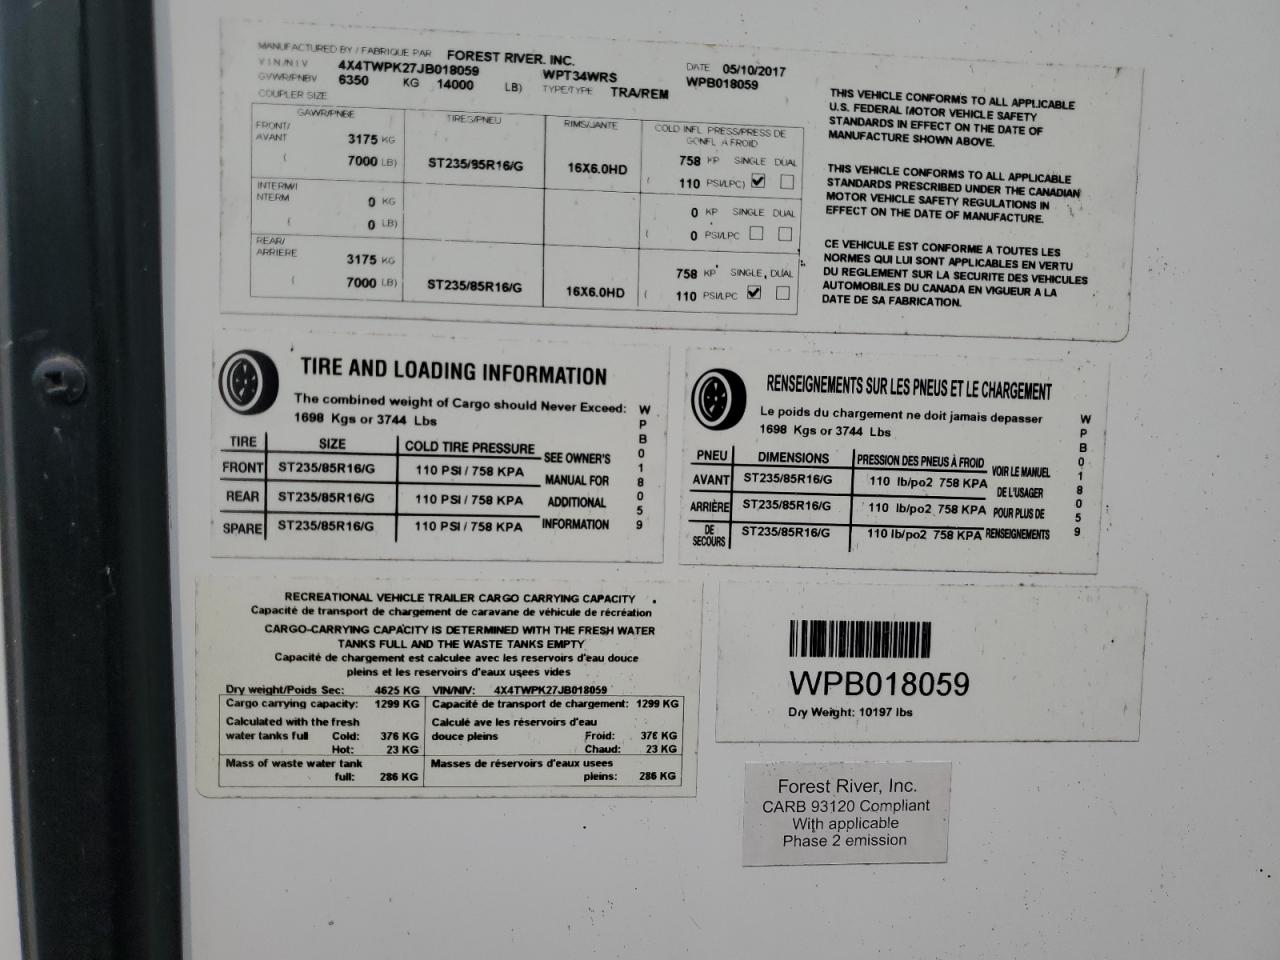 MANUFACTURED BY / FABRIQUE PAR FOREST RIVER. INC.
VIN/NIV 4X4TWPK27JB018059 WPT34WRS DATE 05/10/2017
GVWR/PNBV 6350 KG 14000 LB) TYPE/TYPE TRA/REM WPB018059
COUPLER SIZE
GAWR/PNBE TIRES/PNEU RIMS/JANTE COLD INFL PRESS/PRESS DE
GONFL A FROID
FRONT/
AVANT 3175 KG 758 KP SINGLE DUAL
( 7000 LB) ST235/85R16/G 16X6.0HD ( 110 PSI/LPC)
INTERM/I
NTERM 0 KG 0 KP SINGLE DUAL
( 0 LB) ( 0 PSI/LPC
REAR/
ARRIERE 3175 KG 758 KP SINGLE DUAL
( 7000 LB) ST235/85R16/G 16X6.0HD ( 110 PSI/LPC
THIS VEHICLE CONFORMS TO ALL APPLICABLE
U.S. FEDERAL MOTOR VEHICLE SAFETY
STANDARDS IN EFFECT ON THE DATE OF
MANUFACTURE SHOWN ABOVE.
THIS VEHICLE CONFORMS TO ALL APPLICABLE
STANDARDS PRESCRIBED UNDER THE CANADIAN
MOTOR VEHICLE SAFETY REGULATIONS IN
EFFECT ON THE DATE OF MANUFACTURE.
CE VEHICULE EST CONFORME A TOUTES LES
NORMES QUI LUI SONT APPLICABLES EN VERTU
DU REGLEMENT SUR LA SECURITE DES VEHICULES
AUTOMOBILES DU CANADA EN VIGUEUR A LA
DATE DE SA FABRICATION.
TIRE AND LOADING INFORMATION
The combined weight of Cargo should Never Exceed:
1698 Kgs or 3744 Lbs
TIRE SIZE COLD TIRE PRESSURE
FRONT ST235/85R16/G 110 PSI / 758 KPA
REAR ST235/85R16/G 110 PSI / 758 KPA
SPARE ST235/85R16/G 110 PSI / 758 KPA
SEE OWNER'S
MANUAL FOR
ADDITIONAL
INFORMATION
WPB018059
RENSEIGNEMENTS SUR LES PNEUS ET LE CHARGEMENT
Le poids du chargement ne doit jamais depasser
1698 Kgs or 3744 Lbs
PNEU DIMENSIONS PRESSION DES PNEUS À FROID
AVANT ST235/85R16/G 110 lb/po2 758 KPA
ARRIÈRE ST235/85R16/G 110 lb/po2 758 KPA
DE
SECOURS ST235/85R16/G 110 lb/po2 758 KPA
VOIR LE MANUEL
DE L'USAGER
POUR PLUS DE
RENSEIGNEMENTS
WPB018059
RECREATIONAL VEHICLE TRAILER CARGO CARRYING CAPACITY
Capacité de transport de chargement de caravane de véhicule de récréation
CARGO-CARRYING CAPACITY IS DETERMINED WITH THE FRESH WATER
TANKS FULL AND THE WASTE TANKS EMPTY
Capacité de chargement est calculee avec les reservoirs d'eau douce
pleins et les reservoirs d'eaux usees vides
Dry weight/Poids Sec: 4625 KG VIN/NIV: 4X4TWPK27JB018059
Cargo carrying capacity: 1299 KG Capacité de transport de chargement: 1299 KG
Calculated with the fresh Calculé ave les réservoirs d'eau
water tanks full Cold: 376 KG douce pleins Froid: 376 KG
Hot: 23 KG Chaud: 23 KG
Mass of waste water tank Masses de réservoirs d'eaux usees
full: 286 KG pleins: 286 KG
WPB018059
Dry Weight: 10197 lbs
Forest River, Inc.
CARB 93120 Compliant
With applicable
Phase 2 emission